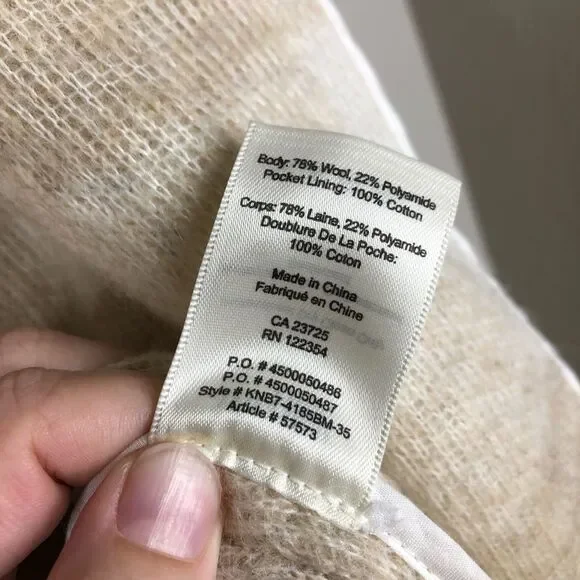 Body: 78% Wool, 22% Polyamide
Pocket Lining: 100% Cotton
Corps: 78% Laine, 22% Polyamide
Doublure De La Poche:
100% Coton
Made in China
Fabriqué en Chine
CA 23725
RN 122354
P.O. # 4500050486
P.O. # 4500050487
Style # KNB7-4185BM-35
Article # 57573